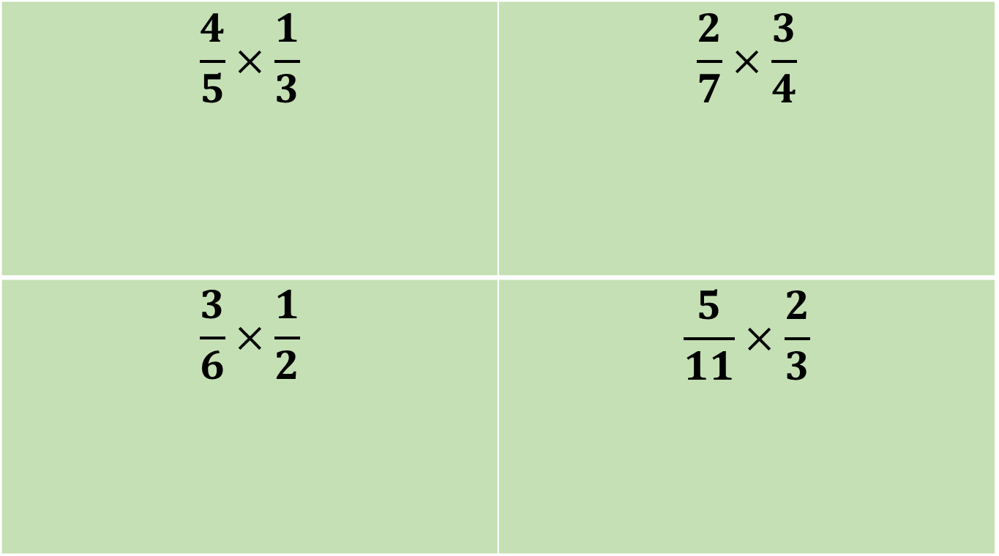 4/5 × 1/3
2/7 × 3/4
3/6 × 1/2
5/11 × 2/3